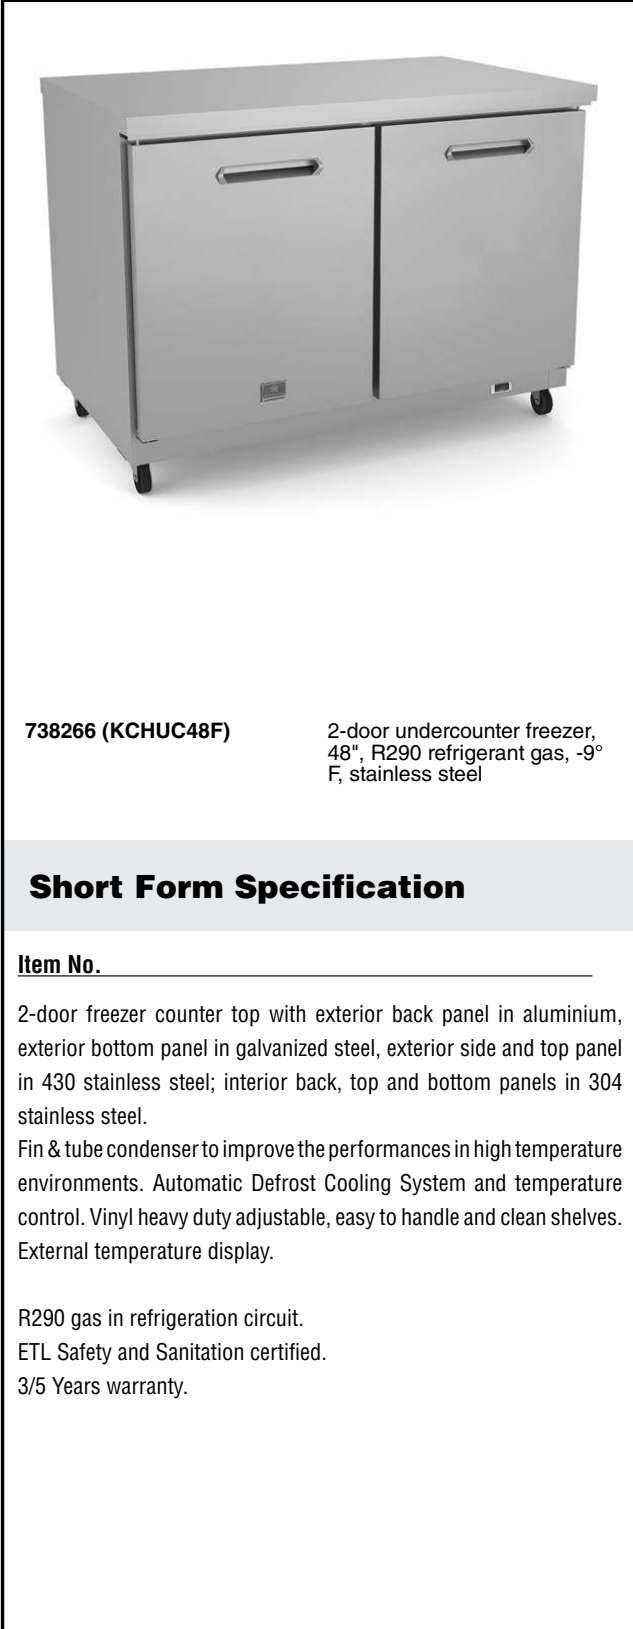 738266 (KCHUC48F)
2-door undercounter freezer,
48", R290 refrigerant gas, -9°
F, stainless steel
Short Form Specification
Item No.
2-door freezer counter top with exterior back panel in aluminium,
exterior bottom panel in galvanized steel, exterior side and top panel
in 430 stainless steel; interior back, top and bottom panels in 304
stainless steel.
Fin & tube condenser to improve the performances in high temperature
environments. Automatic Defrost Cooling System and temperature
control. Vinyl heavy duty adjustable, easy to handle and clean shelves.
External temperature display.
R290 gas in refrigeration circuit.
ETL Safety and Sanitation certified.
3/5 Years warranty.